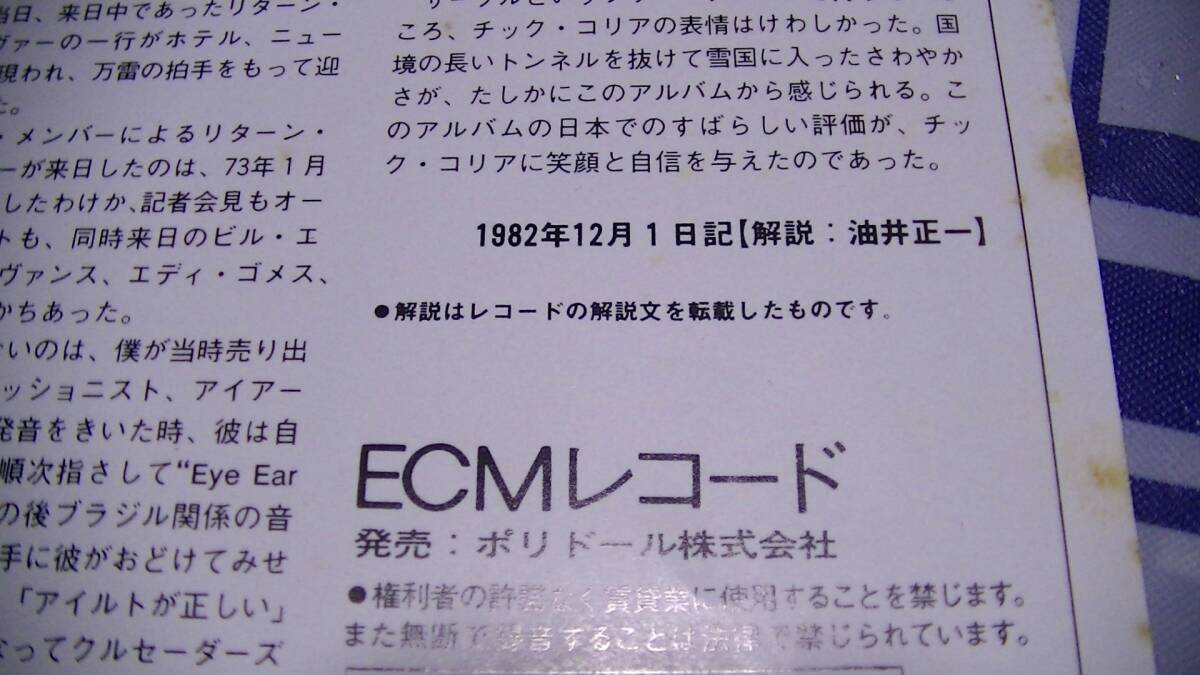 当日、来日中であったリターン・
ヴァーの一行がホテル、ニュー
現われ、万雷の拍手をもって迎
た。
・メンバーによるリターン・
ーが来日したのは、73年1月
したわけか、記者会見もオー
トも、同時来日のビル・エ
ヴァンス、エディ・ゴメス、
かちあった。
ないのは、僕が当時売り出
ッショニスト、アイアー
発音をきいた時、彼は自
順次指さして“Eye Ear
の後ブラジル関係の音
手に彼がおどけてみせ
「アイルトが正しい」
なってクルセーダーズ
ころ、チック・コリアの表情はけわしかった。国
境の長いトンネルを抜けて雪国に入ったさわやか
さが、たしかにこのアルバムから感じられる。こ
のアルバムの日本でのすばらしい評価が、チッ
ク・コリアに笑顔と自信を与えたのであった。
1982年12月1日記【解説：油井正一】
●解説はレコードの解説文を転載したものです。
ECMレコード
発売：ポリドール株式会社
●権利者の許諾なく賃貸業に使用することを禁じます。
また無断で録音することは法律で禁じられています。